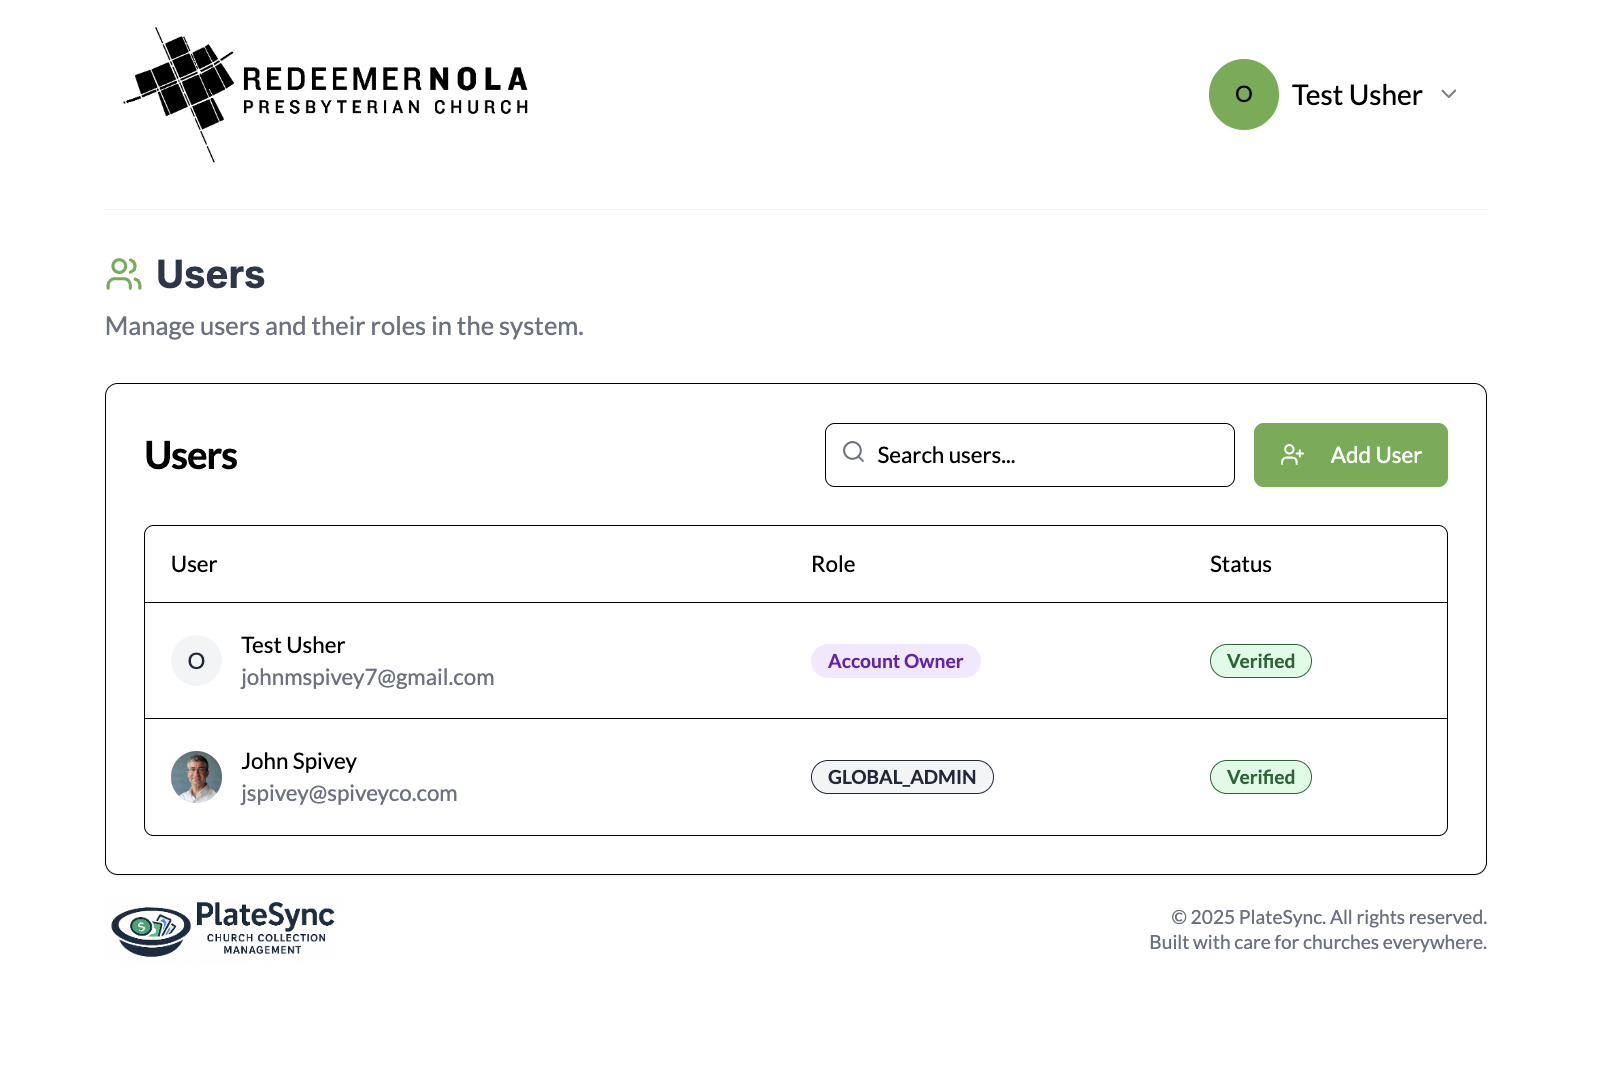 REDEEMERNOLA
PRESBYTERIAN CHURCH
O
Test Usher
Users
Manage users and their roles in the system.
Users
Search users...
Add User
User
Role
Status
O
Test Usher
johnmspivey7@gmail.com
Account Owner
Verified
John Spivey
jspivey@spiveyco.com
GLOBAL_ADMIN
Verified
$
PlateSync
CHURCH COLLECTION
MANAGEMENT
© 2025 PlateSync. All rights reserved.
Built with care for churches everywhere.